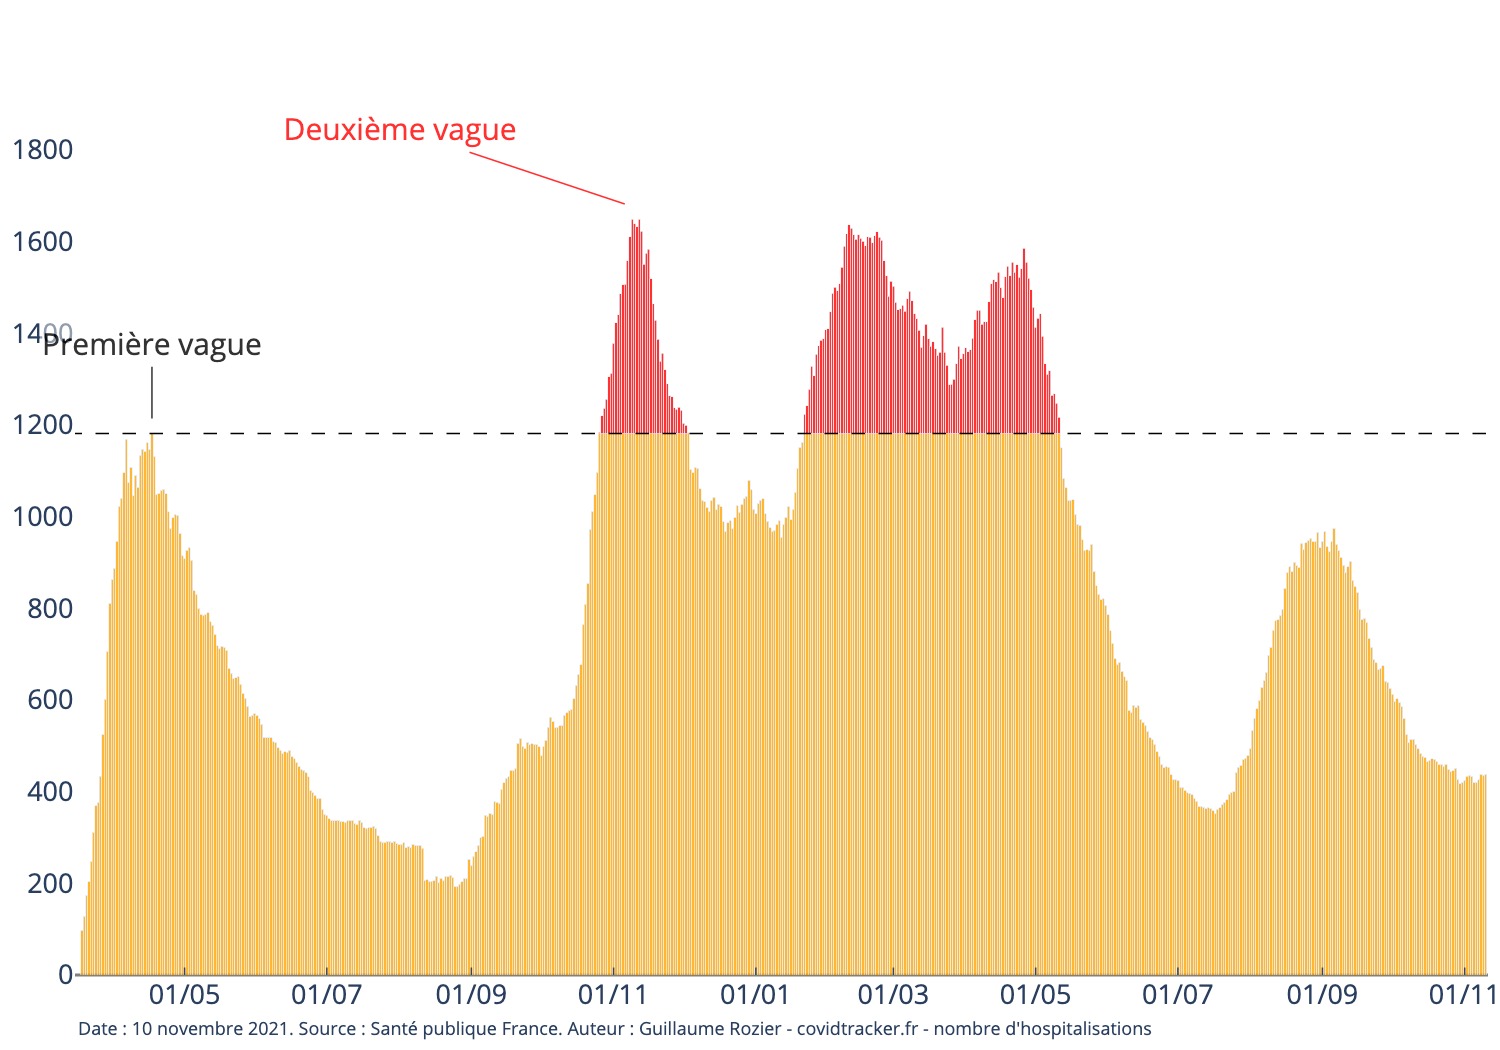 Deuxième vague
1800
1600
1400
Première vague
1200
1000
800
600
400
200
0
01/05 01/07 01/09 01/11 01/01 01/03 01/05 01/07 01/09 01/11
Date : 10 novembre 2021. Source : Santé publique France. Auteur : Guillaume Rozier - covidtracker.fr - nombre d'hospitalisations